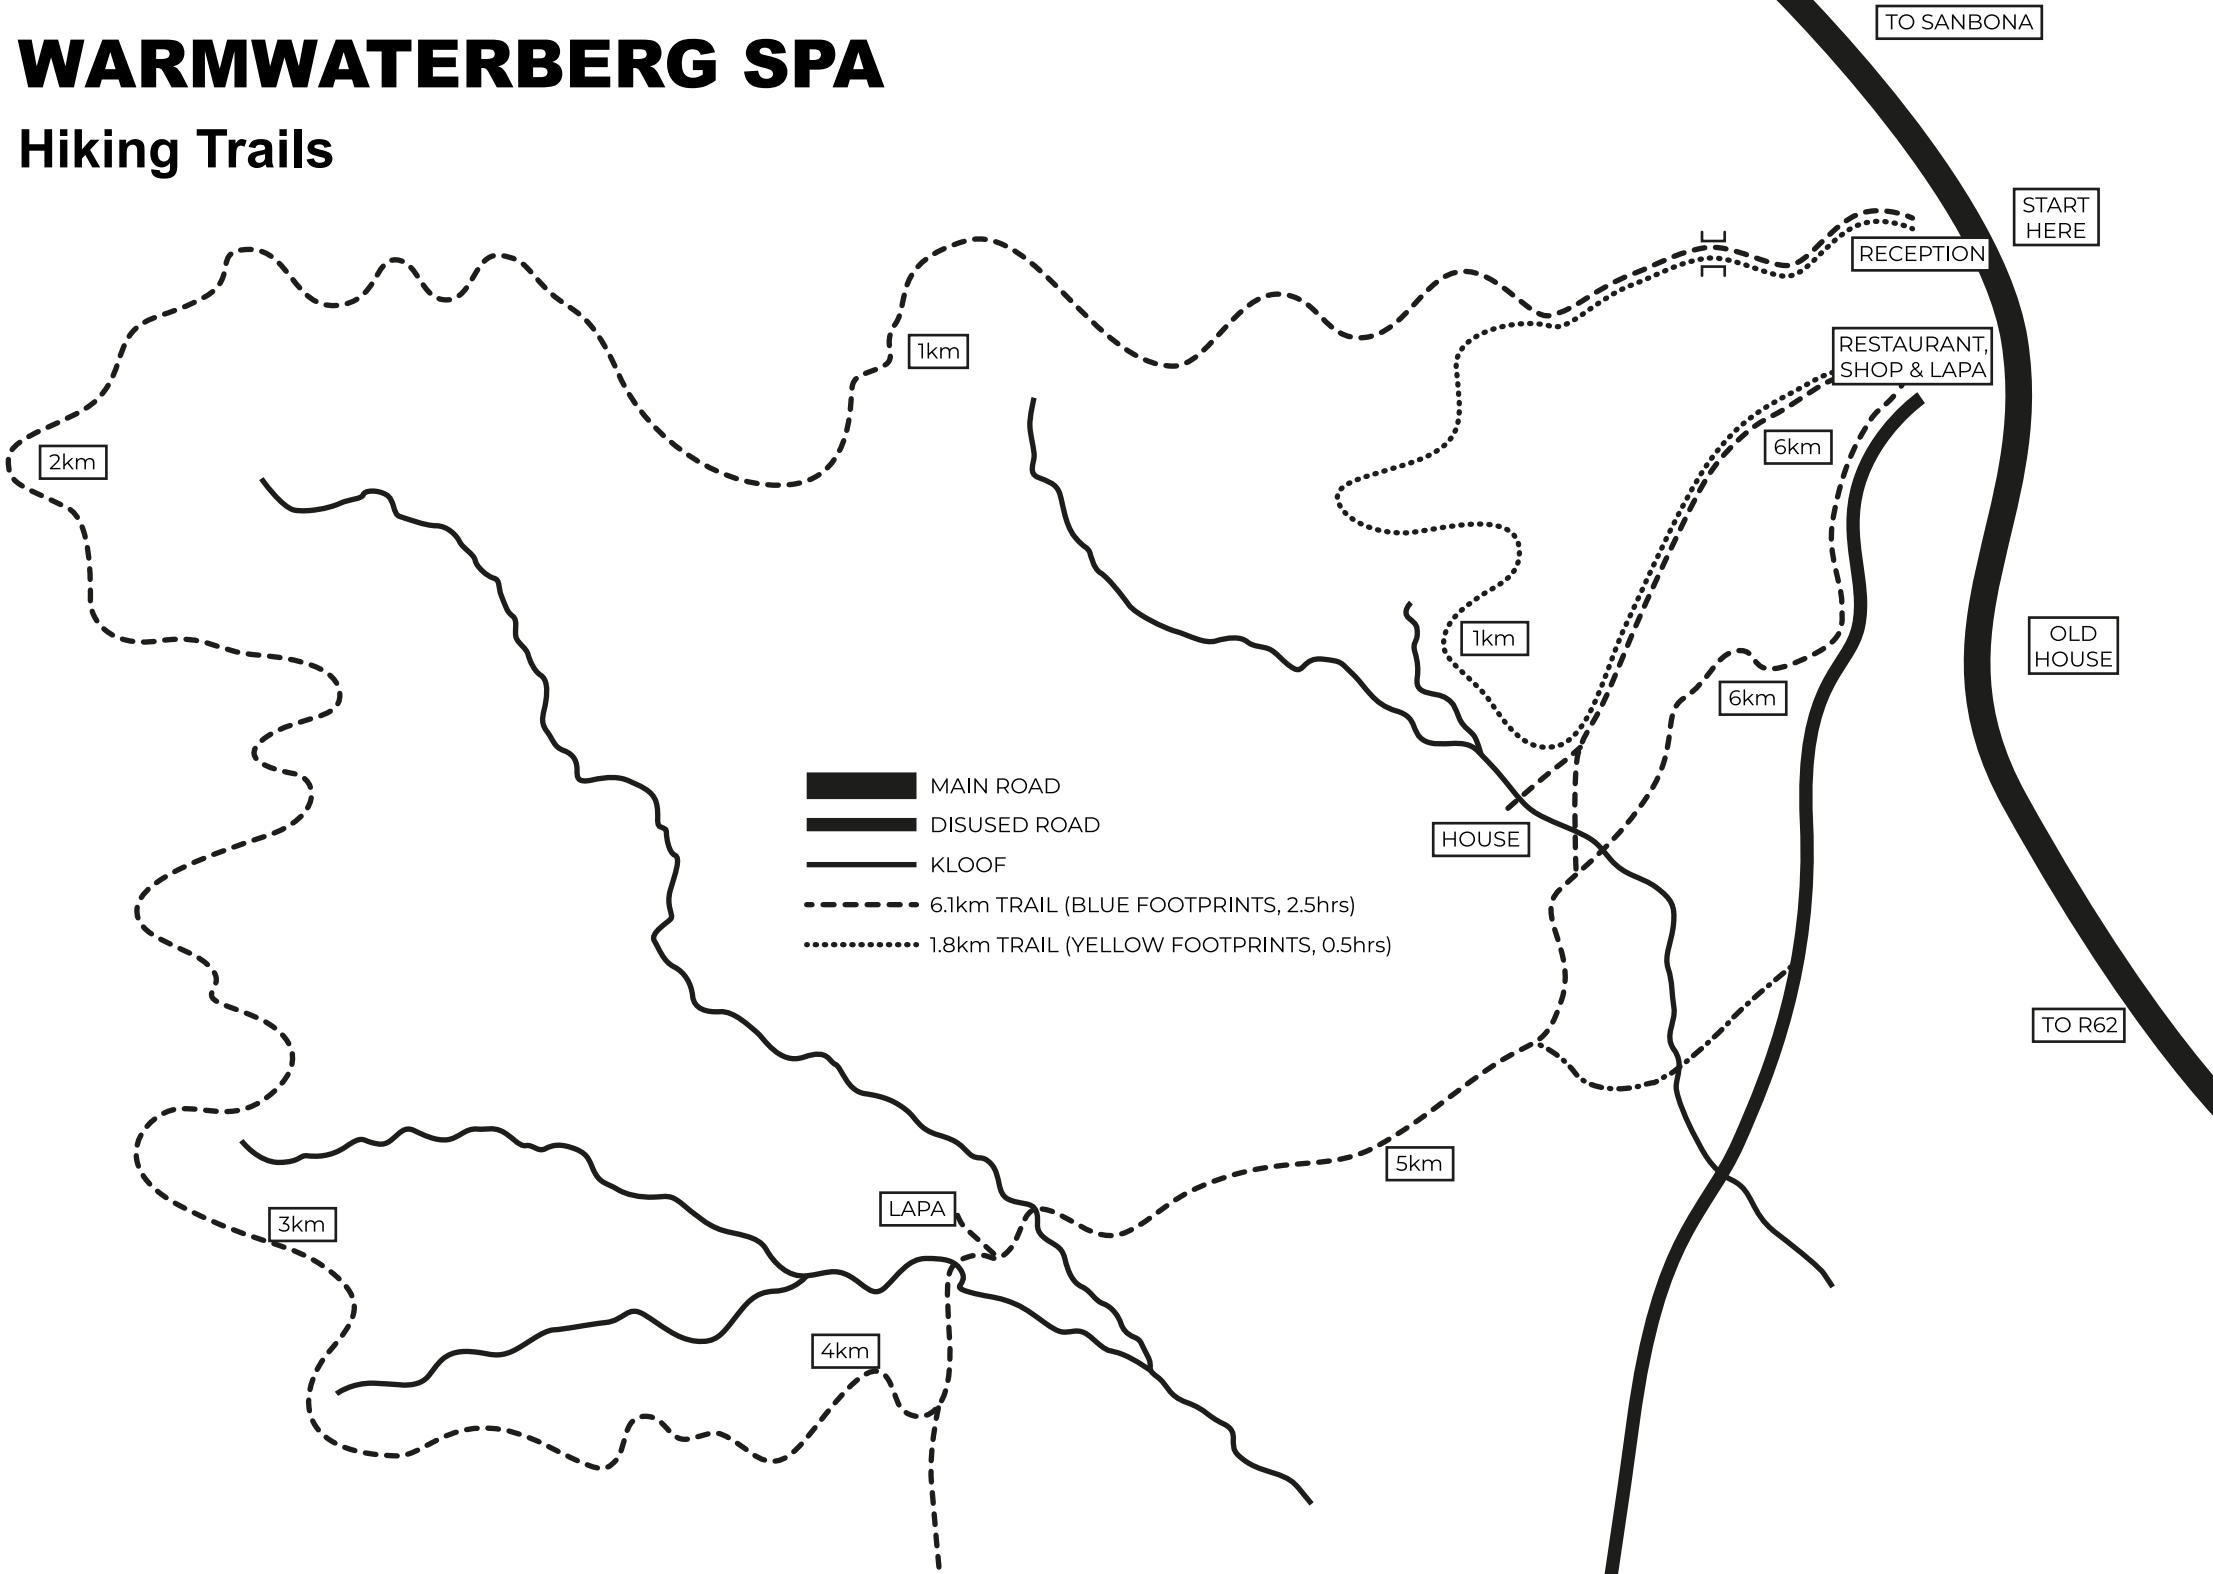 WARMWATERBERG SPA
Hiking Trails
TO SANBONA
START
HERE
RECEPTION
RESTAURANT,
SHOP & LAPA
1km
2km
6km
1km
OLD
HOUSE
6km
MAIN ROAD
DISUSED ROAD
KLOOF
6.1km TRAIL (BLUE FOOTPRINTS, 2.5hrs)
1.8km TRAIL (YELLOW FOOTPRINTS, 0.5hrs)
HOUSE
TO R62
5km
LAPA
3km
4km